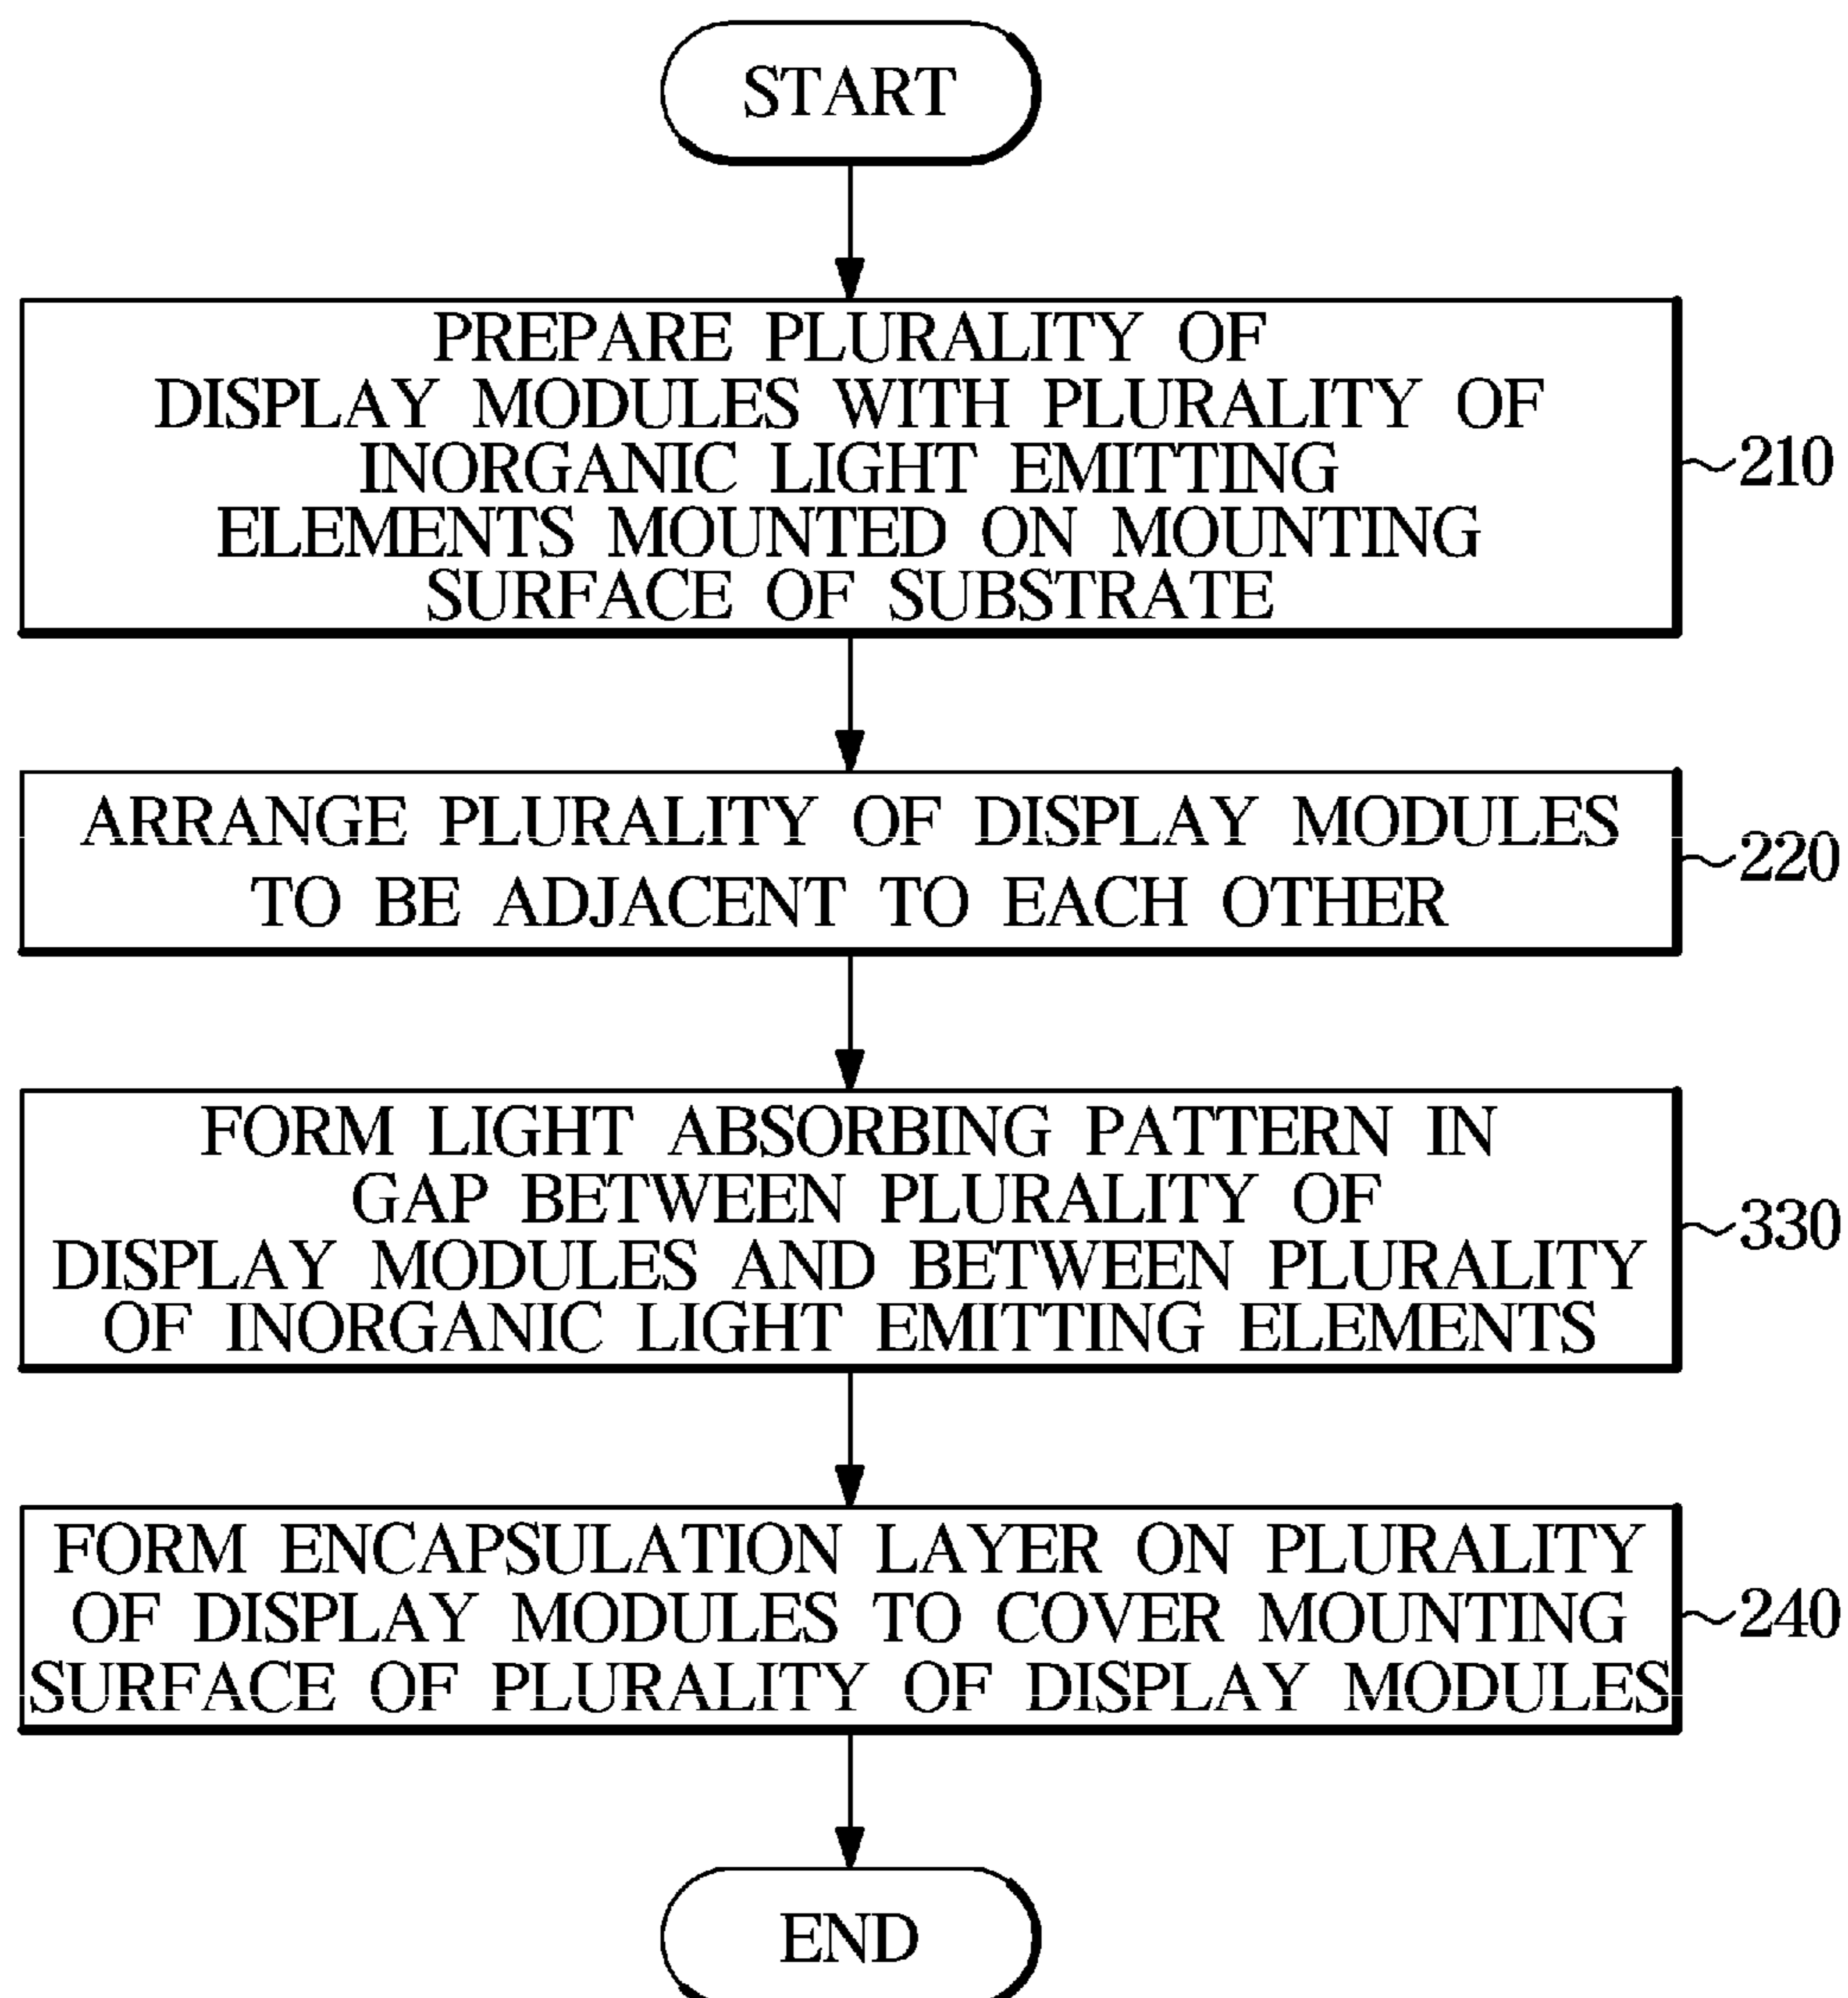 START
PREPARE PLURALITY OF
DISPLAY MODULES WITH PLURALITY OF
INORGANIC LIGHT EMITTING
ELEMENTS MOUNTED ON MOUNTING
SURFACE OF SUBSTRATE
210
ARRANGE PLURALITY OF DISPLAY MODULES
TO BE ADJACENT TO EACH OTHER
220
FORM LIGHT ABSORBING PATTERN IN
GAP BETWEEN PLURALITY OF
DISPLAY MODULES AND BETWEEN PLURALITY
OF INORGANIC LIGHT EMITTING ELEMENTS
330
FORM ENCAPSULATION LAYER ON PLURALITY
OF DISPLAY MODULES TO COVER MOUNTING
SURFACE OF PLURALITY OF DISPLAY MODULES
240
END